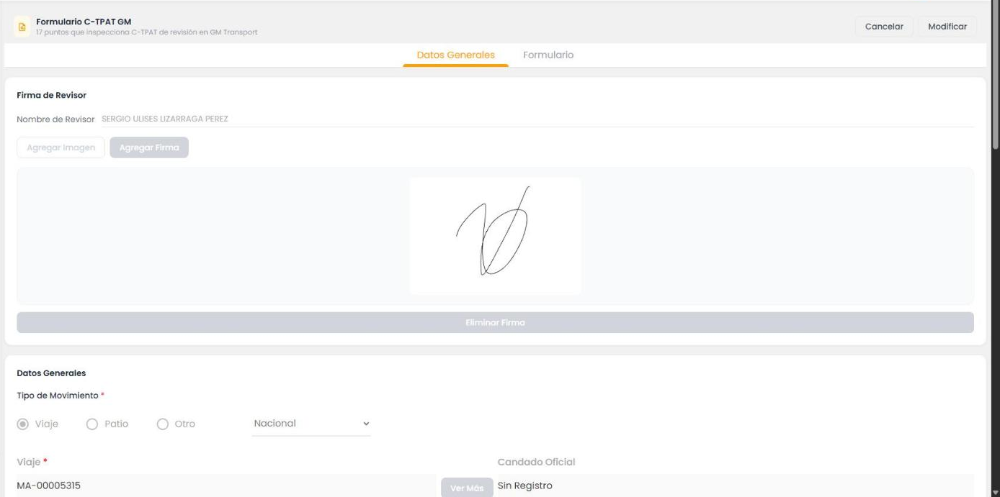 Formulario C-TPAT GM
17 puntos que inspecciona C-TPAT de revisión en GM Transport
Cancelar Modificar
Datos Generales Formulario
Firma de Revisor
Nombre de Revisor SERGIO ULISES LIZARRAGA PEREZ
Agregar Imagen Agregar Firma
Eliminar Firma
Datos Generales
Tipo de Movimiento *
Viaje Patio Otro Nacional
Viaje * Candado Oficial
MA-00005315 Ver Más Sin Registro